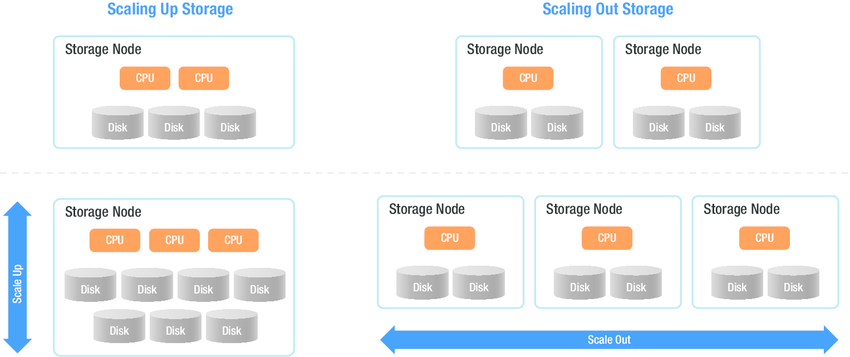 Scaling Up Storage
Scaling Out Storage
Storage Node
CPU CPU
Disk Disk Disk
Storage Node
CPU
Disk Disk
Storage Node
CPU
Disk Disk
Scale Up
Storage Node
CPU CPU CPU
Disk Disk Disk Disk
Disk Disk Disk
Storage Node
CPU
Disk Disk
Storage Node
CPU
Disk Disk
Storage Node
CPU
Disk Disk
Scale Out